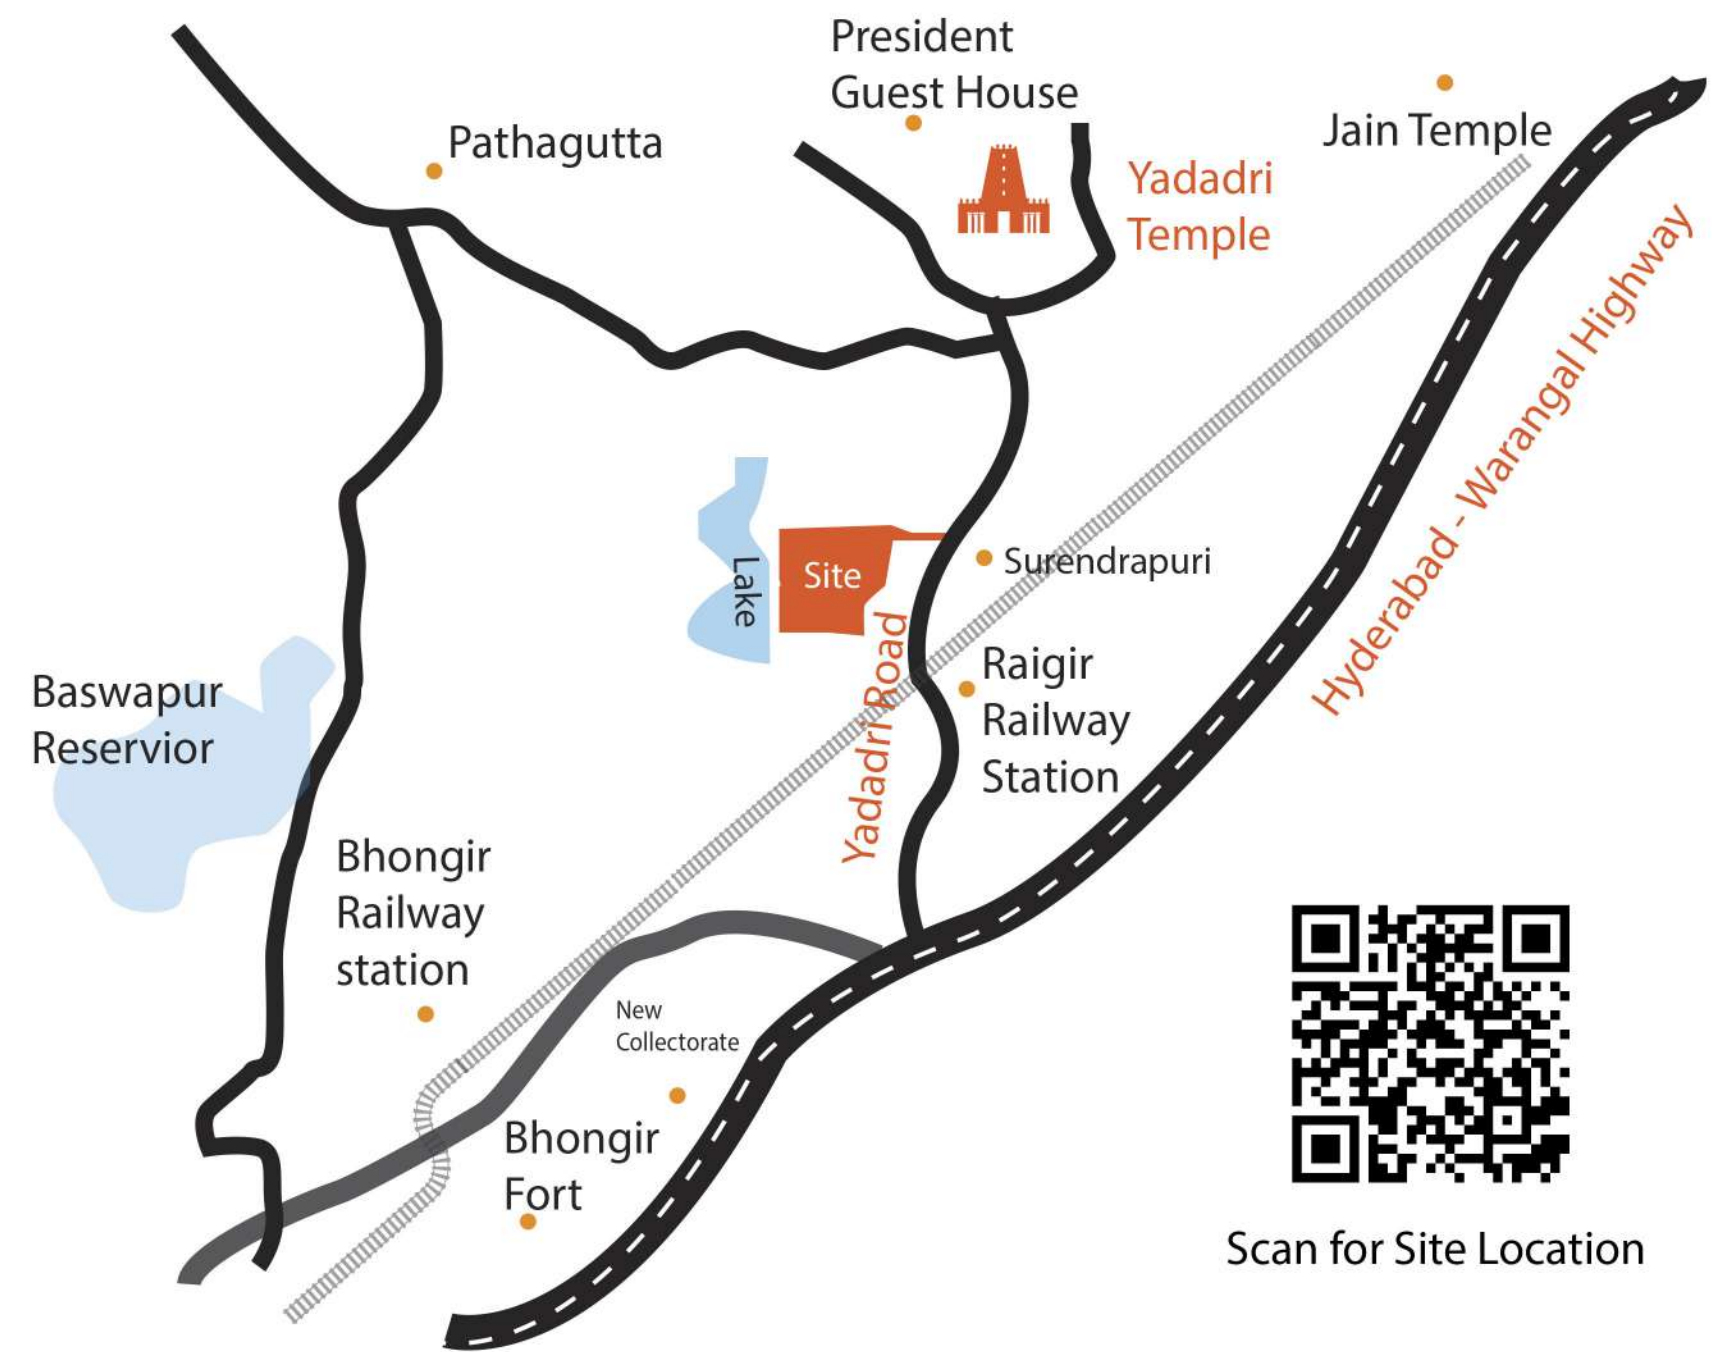 President
Guest House
Jain Temple
Pathagutta
Yadadri
Temple
Hyderabad - Warangal Highway
Lake
Site
Surendrapuri
Yadadri Road
Raigir
Railway
Station
Baswapur
Reservior
Bhongir
Railway
station
New
Collectorate
Bhongir
Fort
Scan for Site Location